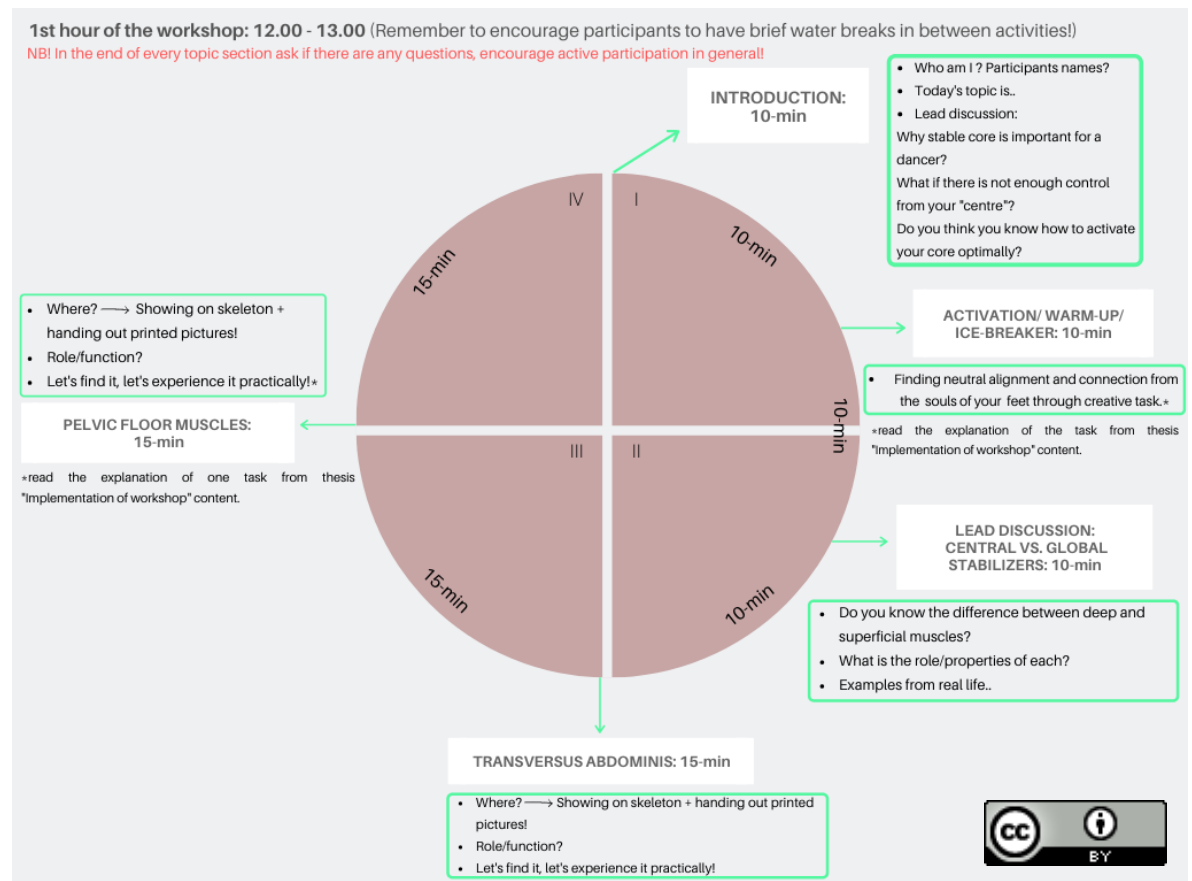 1st hour of the workshop: 12.00 - 13.00 (Remember to encourage participants to have brief water breaks in between activities!)
NB! In the end of every topic section ask if there are any questions, encourage active participation in general!
INTRODUCTION:
10-min
• Who am I ? Participants names?
• Today's topic is..
• Lead discussion:
Why stable core is important for a
dancer?
What if there is not enough control
from your "centre"?
Do you think you know how to activate
your core optimally?
IV
I
15-min
10-min
ACTIVATION/ WARM-UP/
ICE-BREAKER: 10-min
• Finding neutral alignment and connection from
the souls of your feet through creative task.*
*read the explanation of the task from thesis
"Implementation of workshop" content.
10-min
• Where? ⟶ Showing on skeleton +
handing out printed pictures!
• Role/function?
• Let's find it, let's experience it practically!*
PELVIC FLOOR MUSCLES:
15-min
*read the explanation of one task from thesis
"Implementation of workshop" content.
III
II
15-min
10-min
LEAD DISCUSSION:
CENTRAL VS. GLOBAL
STABILIZERS: 10-min
• Do you know the difference between deep and
superficial muscles?
• What is the role/properties of each?
• Examples from real life..
TRANSVERSUS ABDOMINIS: 15-min
• Where? ⟶ Showing on skeleton + handing out printed
pictures!
• Role/function?
• Let's find it, let's experience it practically!
cc
BY